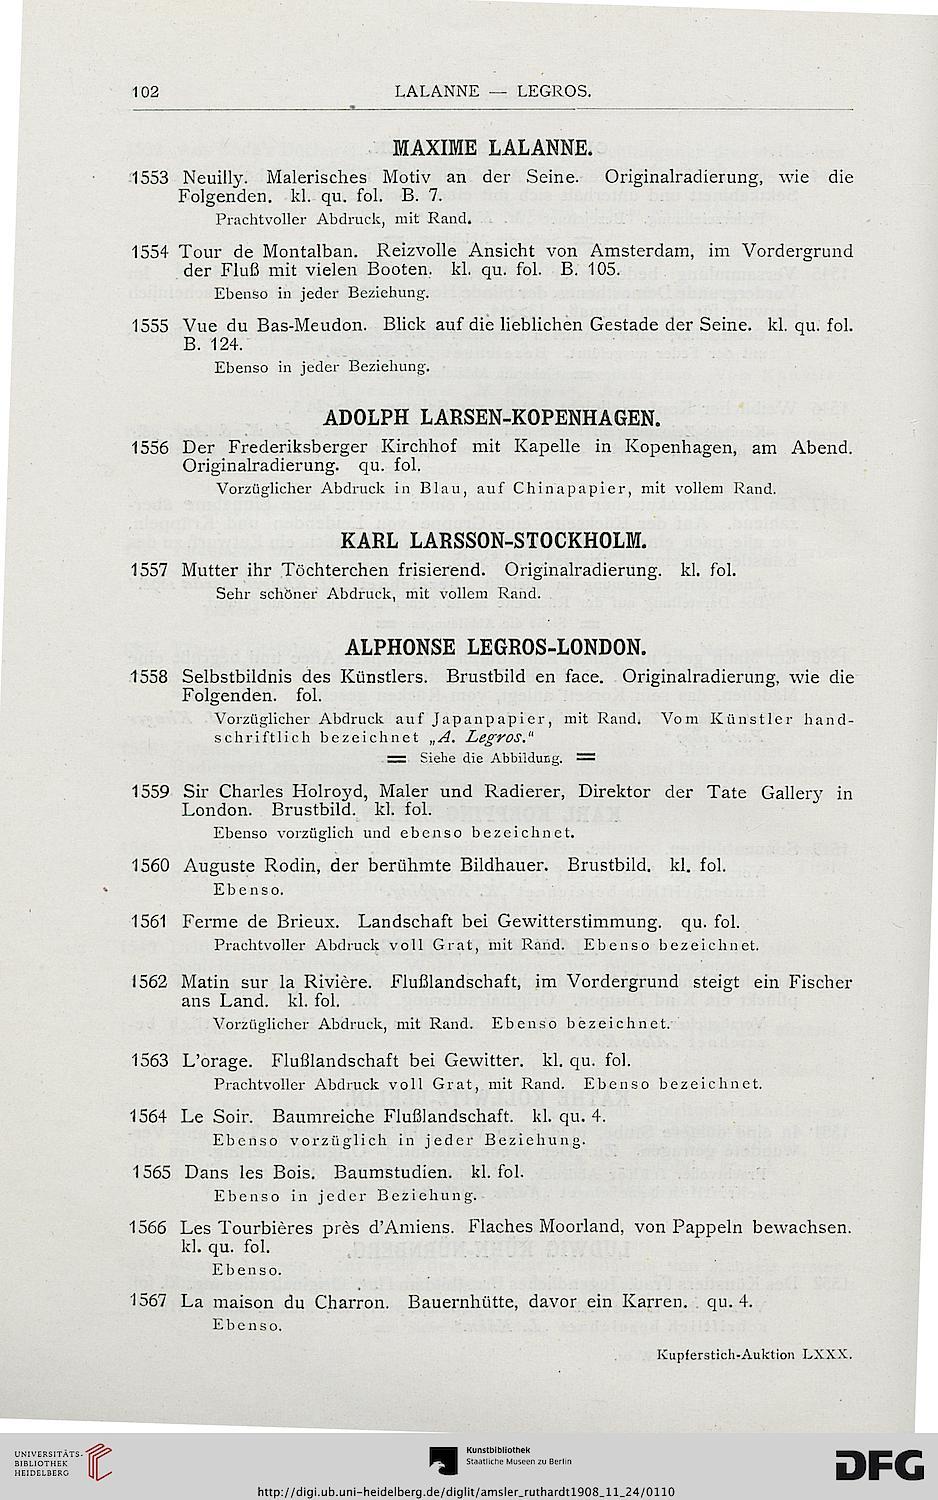 102
LALANNE — LEGROS.
MAXIME LALANNE.
1553 Neuilly. Malerisches Motiv an der Seine. Originalradierung, wie die
Folgenden. kl. qu. fol. B. 7.
Prachtvoller Abdruck, mit Rand.
1554 Tour de Montalban. Reizvolle Ansicht von Amsterdam, im Vordergrund
der Fluß mit vielen Booten. kl. qu. fol. B. 105.
Ebenso in jeder Beziehung.
1555 Vue du Bas-Meudon. Blick auf die lieblichen Gestade der Seine. kl. qu. fol.
B. 124.
Ebenso in jeder Beziehung.
ADOLPH LARSEN-KOPENHAGEN.
1556 Der Frederiksberger Kirchhof mit Kapelle in Kopenhagen, am Abend.
Originalradierung. qu. fol.
Vorzüglicher Abdruck in Blau, auf Chinapapier, mit vollem Rand.
KARL LARSSON-STOCKHOLM.
1557 Mutter ihr Töchterchen frisierend. Originalradierung. kl. fol.
Sehr schöner Abdruck, mit vollem Rand.
ALPHONSE LEGROS-LONDON.
1558 Selbstbildnis des Künstlers. Brustbild en face. Originalradierung, wie die
Folgenden. fol.
Vorzüglicher Abdruck auf Japanpapier, mit Rand. Vom Künstler hand-
schriftlich bezeichnet „A. Legros."
= Siehe die Abbildung. =
1559 Sir Charles Holroyd, Maler und Radierer, Direktor der Tate Gallery in
London. Brustbild. kl. fol.
Ebenso vorzüglich und ebenso bezeichnet.
1560 Auguste Rodin, der berühmte Bildhauer. Brustbild. kl. fol.
Ebenso.
1561 Ferme de Brieux. Landschaft bei Gewitterstimmung. qu. fol.
Prachtvoller Abdruck voll Grat, mit Rand. Ebenso bezeichnet.
1562 Matin sur la Rivière. Flußlandschaft, im Vordergrund steigt ein Fischer
ans Land. kl. fol.
Vorzüglicher Abdruck, mit Rand. Ebenso bezeichnet.
1563 L'orage. Flußlandschaft bei Gewitter. kl. qu. fol.
Prachtvoller Abdruck voll Grat, mit Rand. Ebenso bezeichnet.
1564 Le Soir. Baumreiche Flußlandschaft. kl. qu. 4.
Ebenso vorzüglich in jeder Beziehung.
1565 Dans les Bois. Baumstudien. kl. fol.
Ebenso in jeder Beziehung.
1566 Les Tourbières près d'Amiens. Flaches Moorland, von Pappeln bewachsen.
kl. qu. fol.
Ebenso.
1567 La maison du Charron. Bauernhütte, davor ein Karren. qu. 4.
Ebenso.
Kupferstich-Auktion LXXX.
UNIVERSITÄTS-
BIBLIOTHEK
HEIDELBERG
Kunstbibliothek
Staatliche Museen zu Berlin
DFG
http://digi.ub.uni-heidelberg.de/diglit/amsler_ruthardt1908_11_24/0110